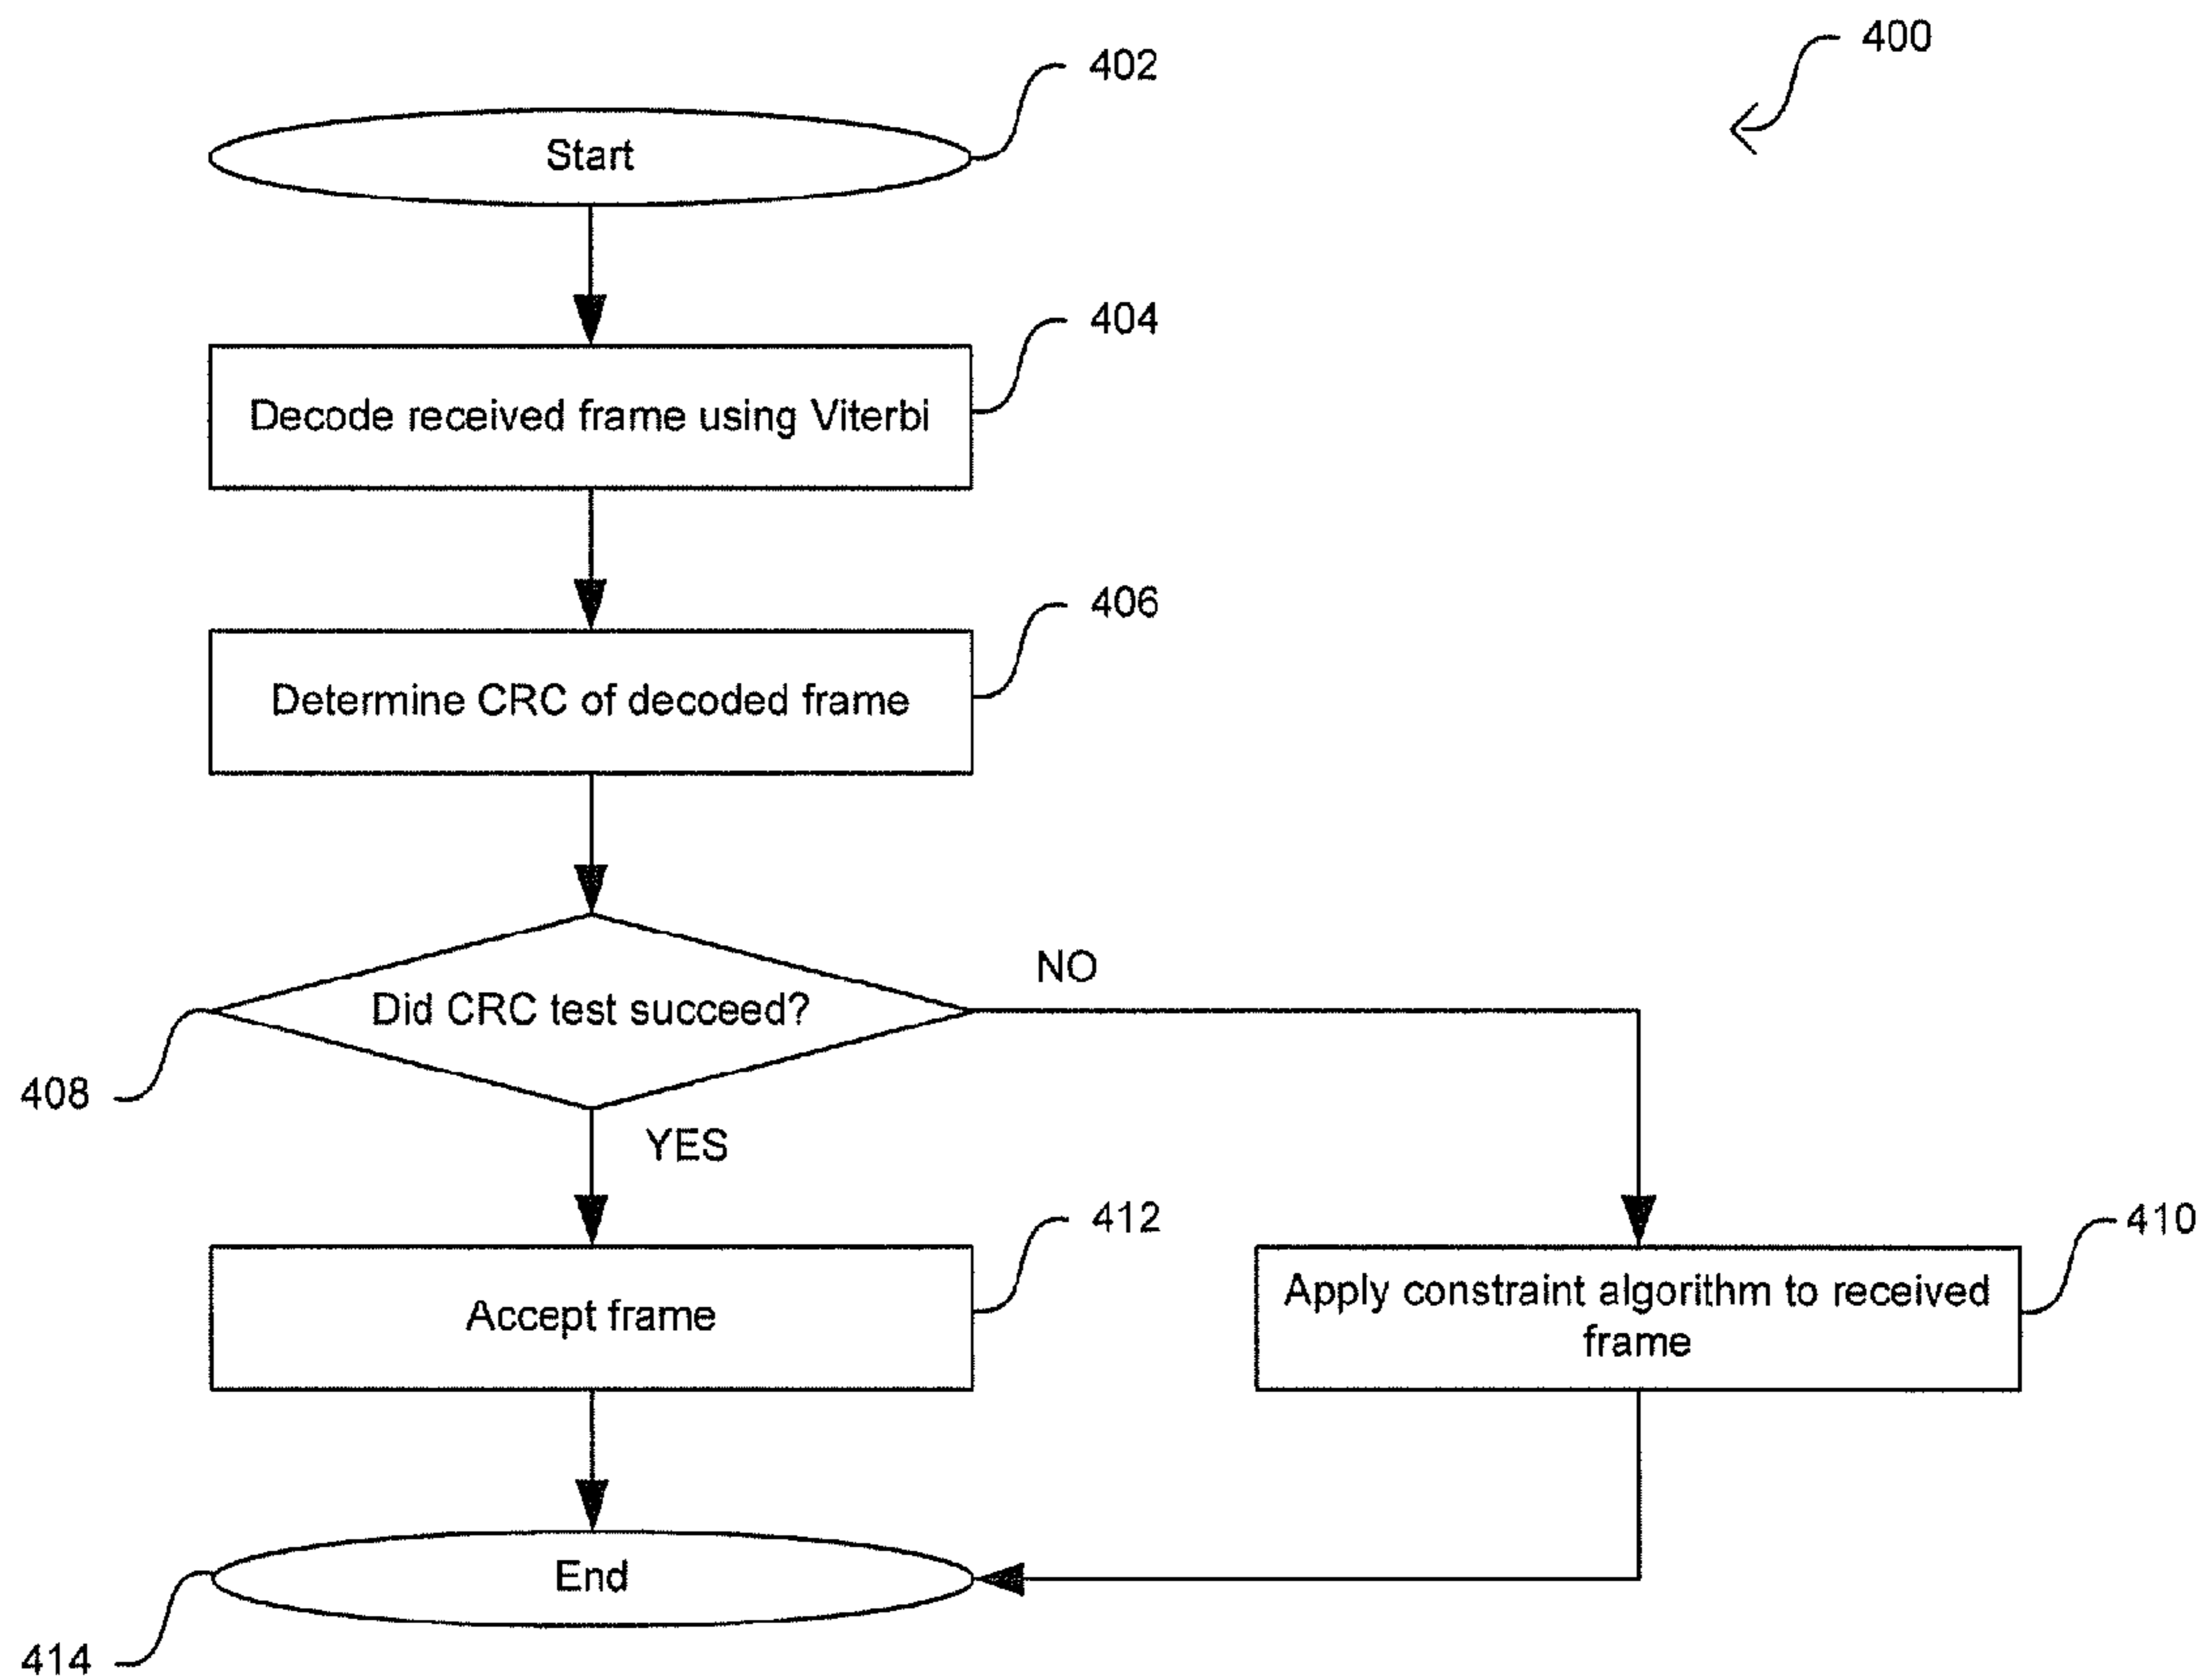 400
402
Start
404
Decode received frame using Viterbi
406
Determine CRC of decoded frame
NO
Did CRC test succeed?
408
YES
412
410
Accept frame
Apply constraint algorithm to received
frame
End
414